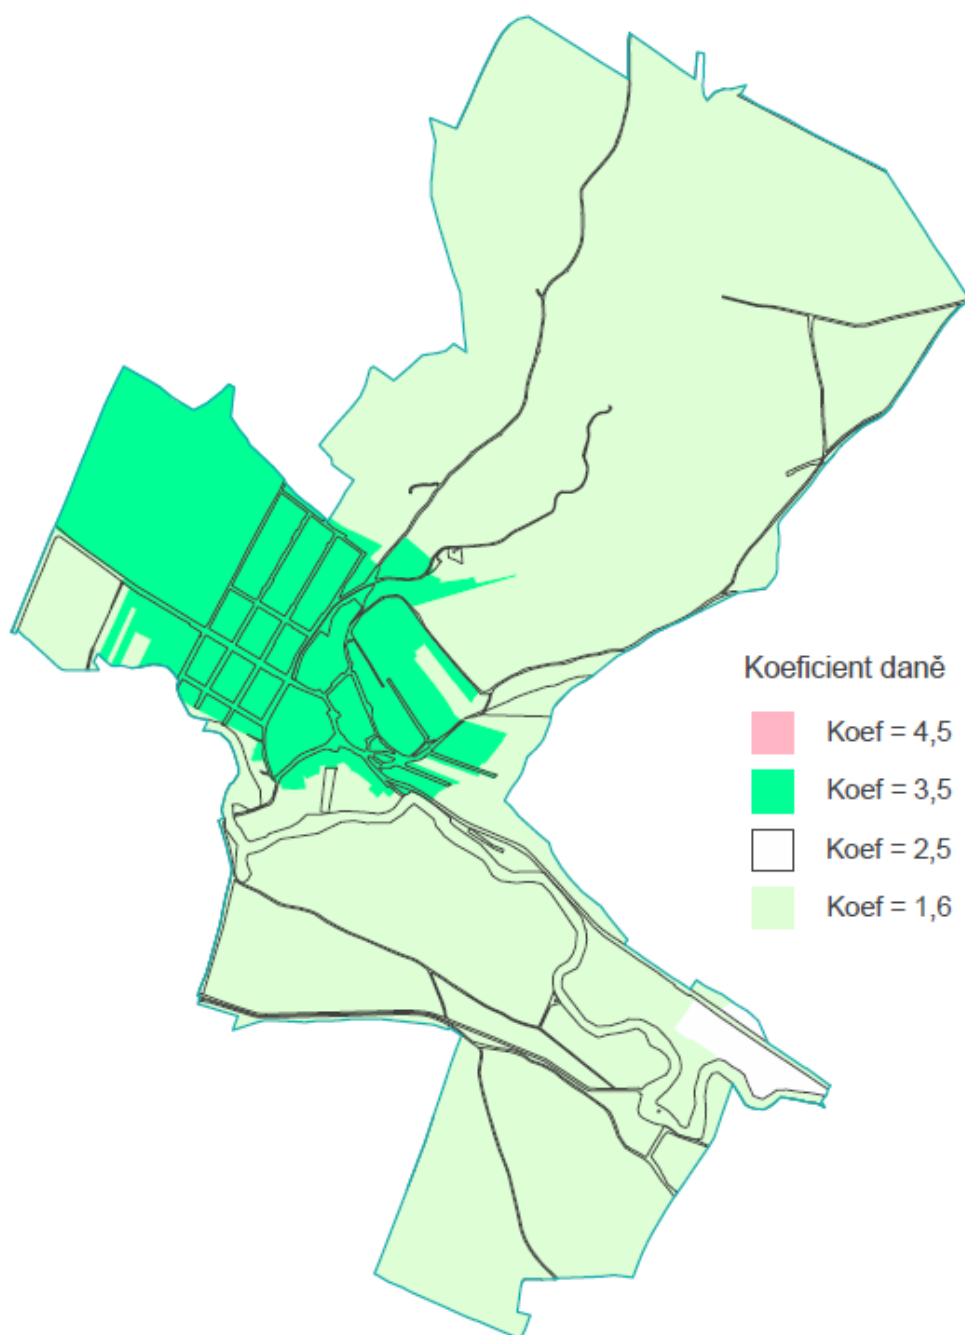 Koeficient daně
Koef = 4,5
Koef = 3,5
Koef = 2,5
Koef = 1,6